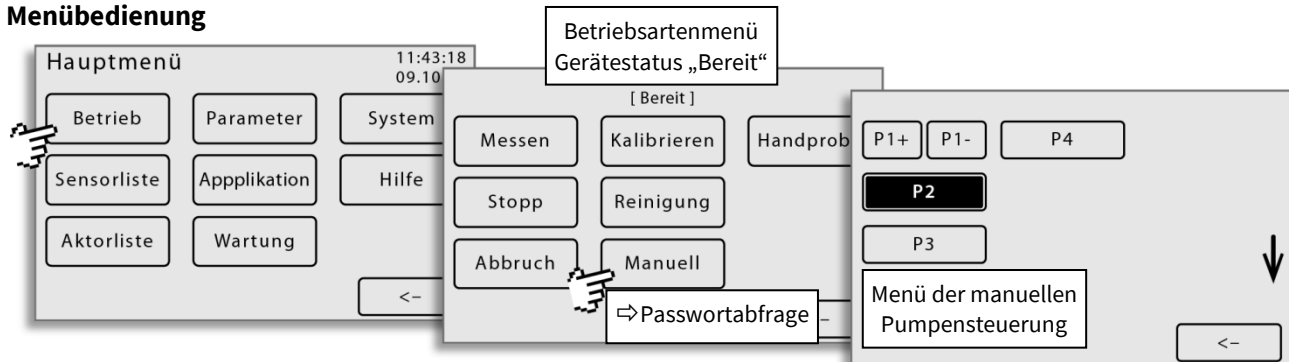 Menübedienung
Hauptmenü
11:43:18
09.10
Betrieb
Parameter
System
Sensorliste
Appplikation
Hilfe
Aktorliste
Wartung
<–
Betriebsartenmenü
Gerätestatus „Bereit“
[ Bereit ]
Messen
Kalibrieren
Handprob
Stopp
Reinigung
Abbruch
Manuell
⇨Passwortabfrage
P1+
P1-
P4
P2
P3
Menü der manuellen
Pumpensteuerung
<–